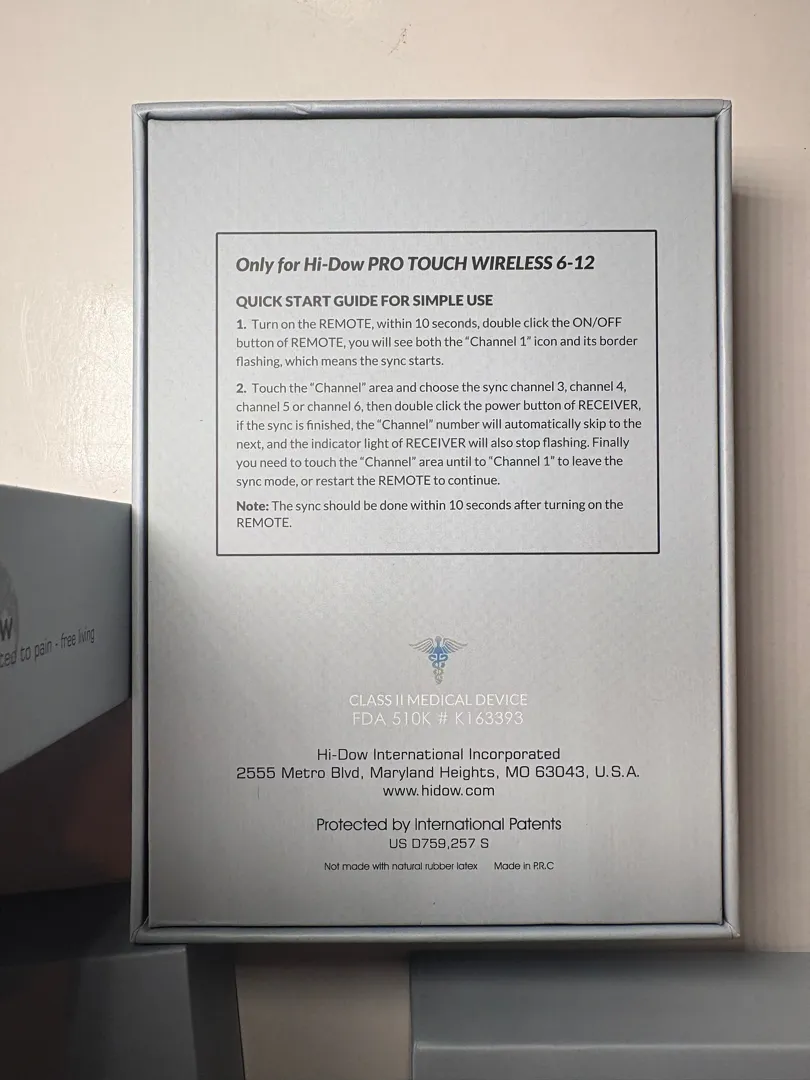 Only for Hi-Dow PRO TOUCH WIRELESS 6-12
QUICK START GUIDE FOR SIMPLE USE
1. Turn on the REMOTE, within 10 seconds, double click the ON/OFF
button of REMOTE, you will see both the “Channel 1” icon and its border
flashing, which means the sync starts.
2. Touch the “Channel” area and choose the sync channel 3, channel 4,
channel 5 or channel 6, then double click the power button of RECEIVER,
if the sync is finished, the “Channel” number will automatically skip to the
next, and the indicator light of RECEIVER will also stop flashing. Finally
you need to touch the “Channel” area until to “Channel 1” to leave the
sync mode, or restart the REMOTE to continue.
Note: The sync should be done within 10 seconds after turning on the
REMOTE.
CLASS II MEDICAL DEVICE
FDA 510K # K163393
Hi-Dow International Incorporated
2555 Metro Blvd, Maryland Heights, MO 63043, U.S.A.
www.hidow.com
Protected by International Patents
US D759,257 S
Not made with natural rubber latex Made in P.R.C
to pain - free living